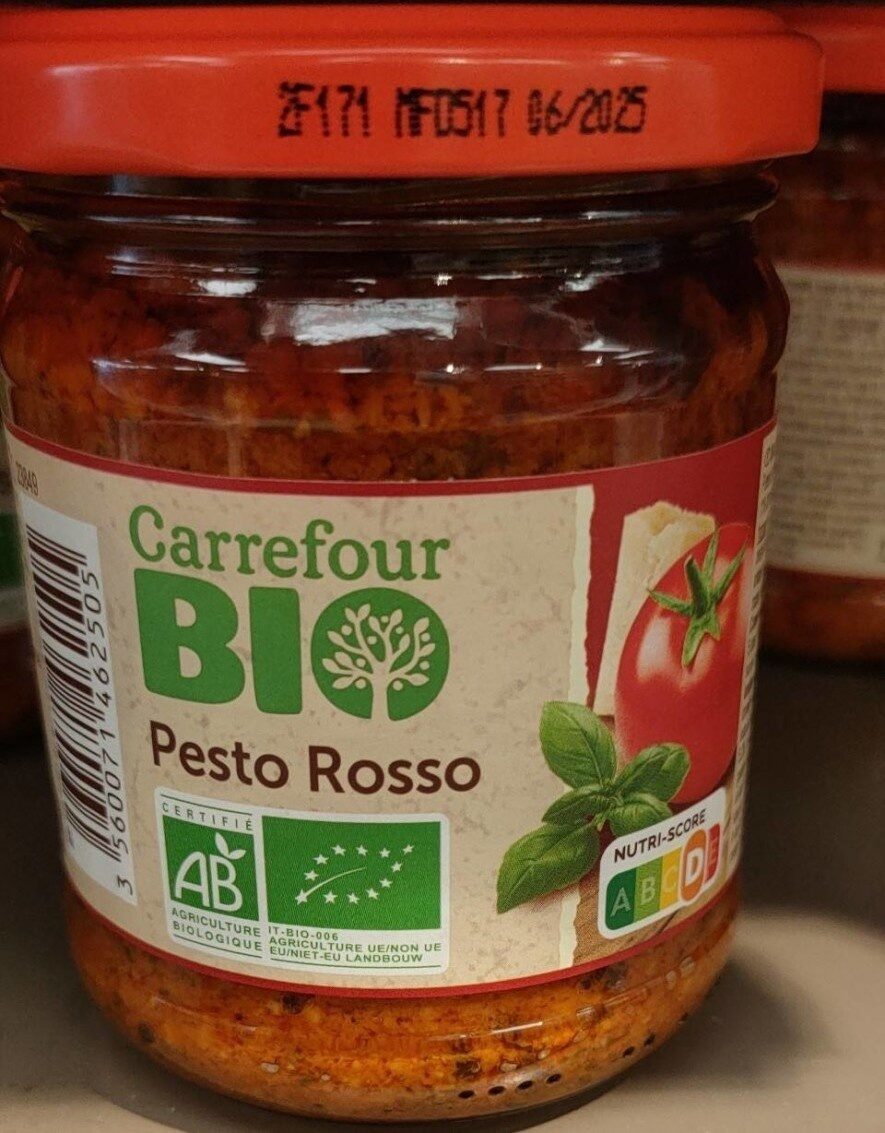 2F171 MF0517 06/2025
23849
Carrefour
BIO
Pesto Rosso
3 560071 462505
CERTIFIÉ
AB
AGRICULTURE
BIOLOGIQUE
IT-BIO-006
AGRICULTURE UE/NON UE
EU/NIET-EU LANDBOUW
NUTRI-SCORE
A B C D E